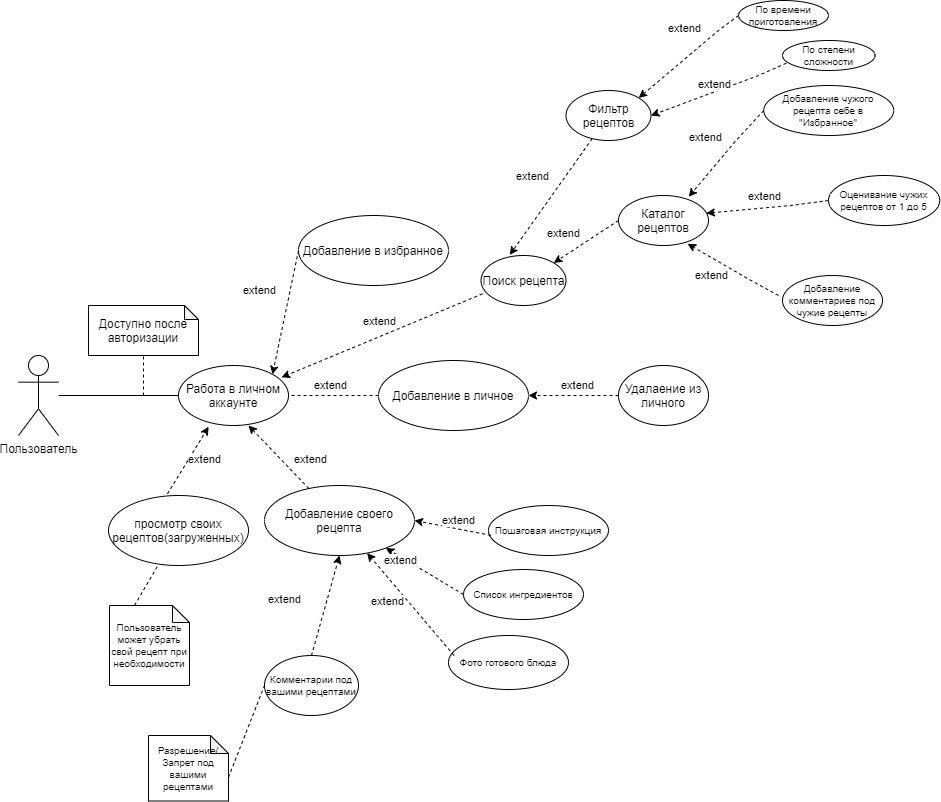 По времени
приготовления
extend
По степени
сложности
extend
Фильтр
рецептов
Добавление чужого
рецепта себе в
"Избранное"
extend
extend
Оценивание чужих
рецептов от 1 до 5
extend
Каталог
рецептов
extend
Добавление в избранное
extend
Поиск рецепта
extend
Добавление
комментариев под
чужие рецепты
extend
Доступно после
авторизации
Пользователь
Работа в личном
аккаунте
extend
extend
Добавление в личное
extend
Удалаение из
личного
extend
extend
просмотр своих
рецептов(загруженных)
Добавление своего
рецепта
extend
Пошаговая инструкция
extend
Список ингредиентов
extend
extend
Фото готового блюда
Пользователь
может убрать
свой рецепт при
необходимости
Комментарии под
вашими рецептами
Разрешение/
Запрет под
вашими
рецептами